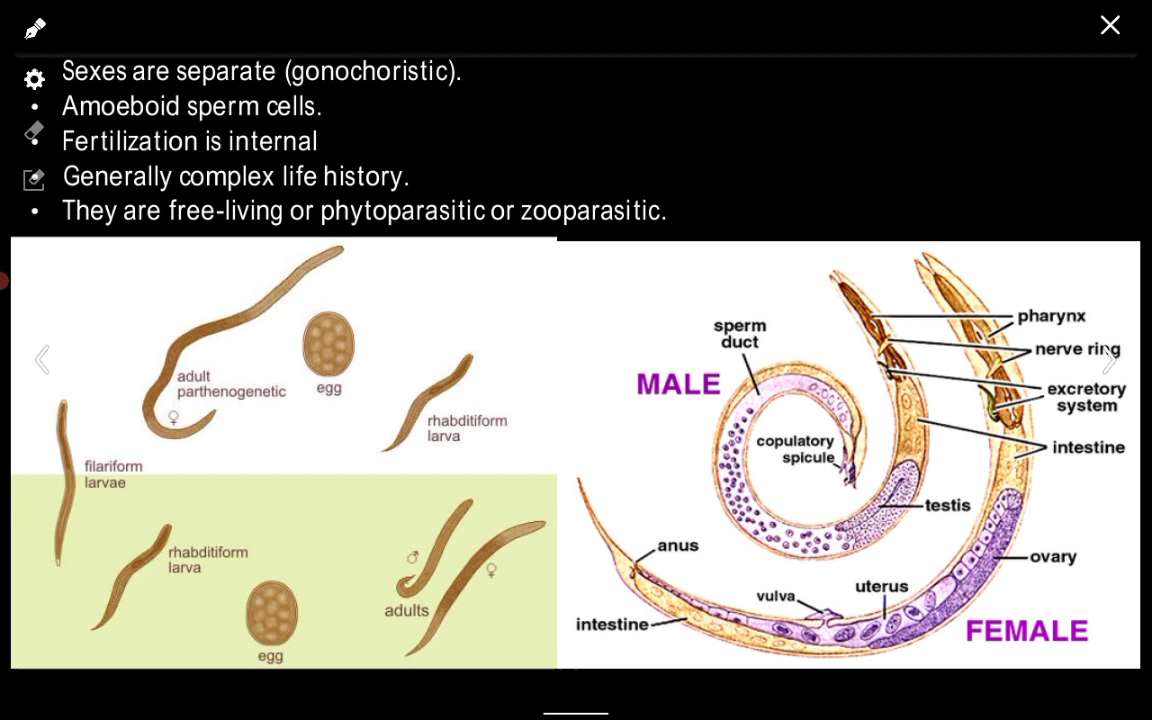 Sexes are separate (gonochoristic).
• Amoeboid sperm cells.
• Fertilization is internal
• Generally complex life history.
• They are free-living or phytoparasitic or zooparasitic.
adult
parthenogenetic
♀
egg
rhabditiform
larva
filariform
larvae
rhabditiform
larva
egg
♂
♀
adults
MALE
sperm
duct
copulatory
spicule
pharynx
nerve ring
excretory
system
intestine
testis
ovary
anus
vulva
uterus
intestine
FEMALE